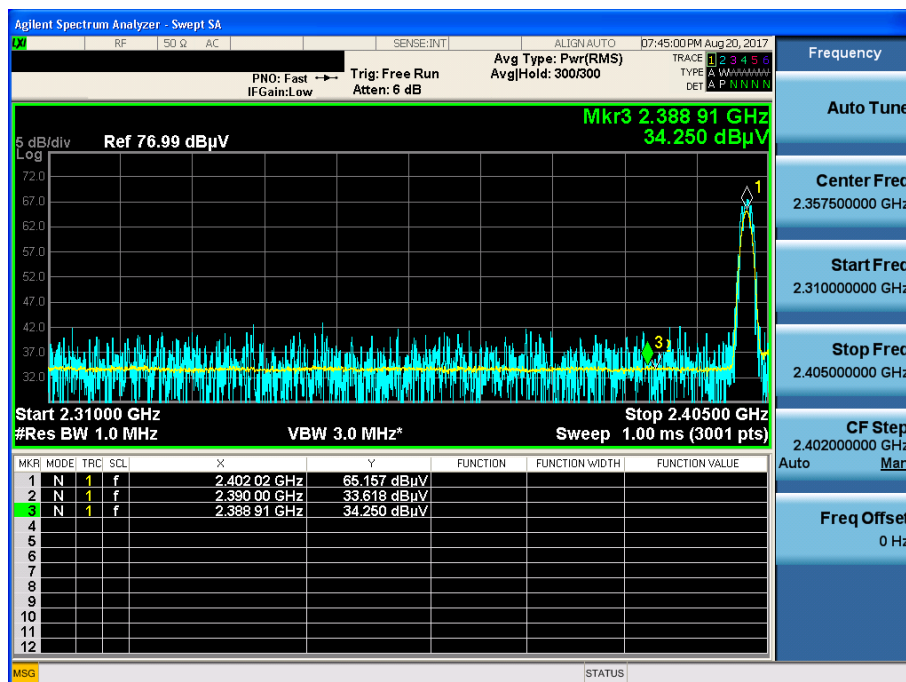 Agilent Spectrum Analyzer - Swept SA
LXI RF 50 Ω AC SENSE:INT ALIGN AUTO 07:45:00 PM Aug 20, 2017
Frequency
PNO: Fast
IFGain:Low
Trig: Free Run
Atten: 6 dB
Avg Type: Pwr(RMS)
Avg|Hold: 300/300
TRACE 1 2 3 4 5 6
TYPE A W
DET A P N N N N
Mkr3 2.388 91 GHz
34.250 dBµV
5 dB/div Ref 76.99 dBµV
Log
72.0
67.0
62.0
57.0
52.0
47.0
42.0
37.0
32.0
1
3
Start 2.31000 GHz Stop 2.40500 GHz
#Res BW 1.0 MHz VBW 3.0 MHz* Sweep 1.00 ms (3001 pts)
MKR MODE TRC SCL X Y FUNCTION FUNCTION WIDTH FUNCTION VALUE
1 N 1 f 2.402 02 GHz 65.157 dBµV
2 N 1 f 2.390 00 GHz 33.618 dBµV
3 N 1 f 2.388 91 GHz 34.250 dBµV
4
5
6
7
8
9
10
11
12
Auto Tune
Center Freq
2.357500000 GHz
Start Freq
2.310000000 GHz
Stop Freq
2.405000000 GHz
CF Step
2.402000000 GHz
Auto Man
Freq Offset
0 Hz
MSG STATUS